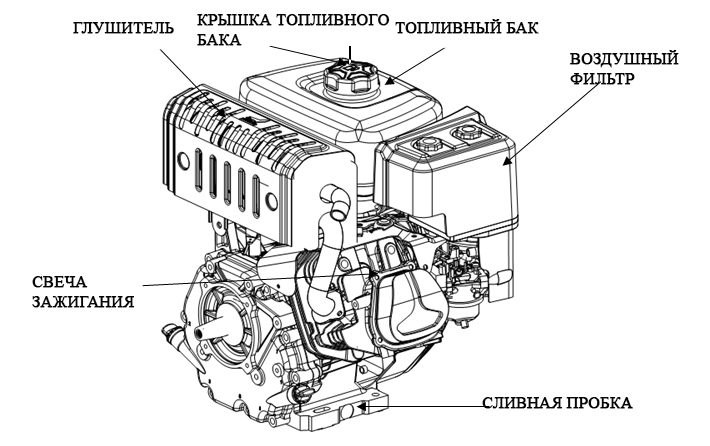 ГЛУШИТЕЛЬ
КРЫШКА ТОПЛИВНОГО
БАКА
ТОПЛИВНЫЙ БАК
ВОЗДУШНЫЙ
ФИЛЬТР
СВЕЧА
ЗАЖИГАНИЯ
СЛИВНАЯ ПРОБКА